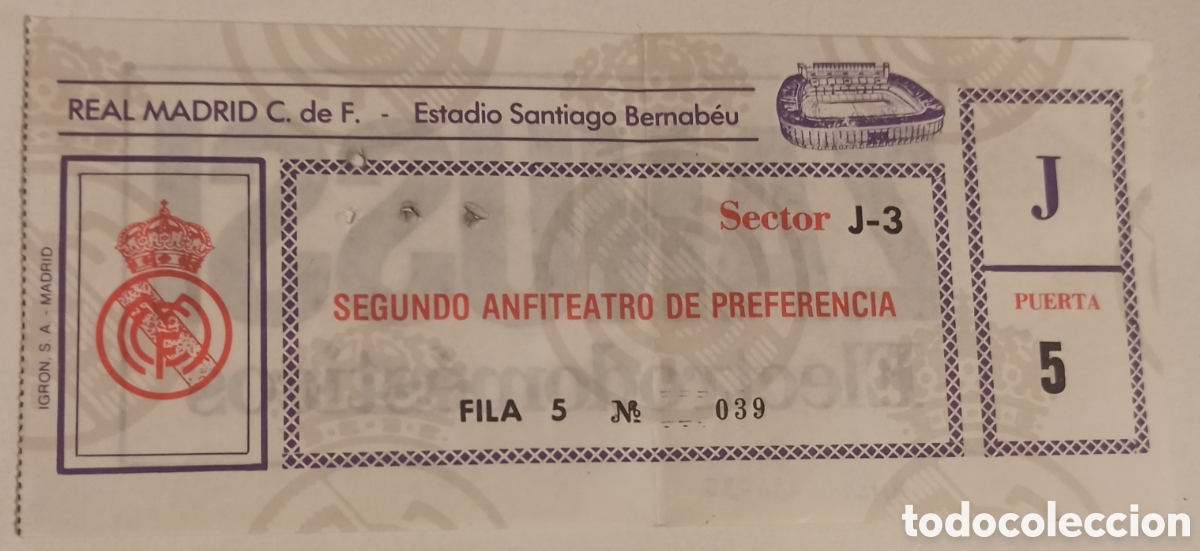 REAL MADRID C. de F. - Estadio Santiago Bernabéu
J
Sector J-3
SEGUNDO ANFITEATRO DE PREFERENCIA
PUERTA
5
FILA 5 № 039
IGRON. S. A. - MADRID
Electrodomésticos
todocoleccion